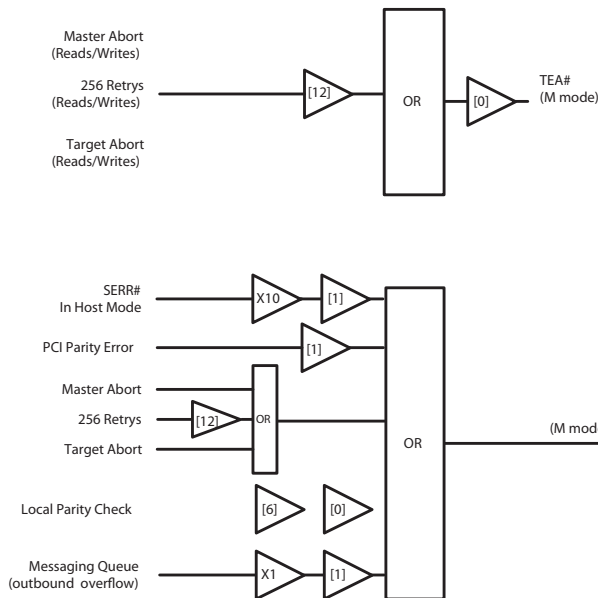 Master Abort
(Reads/Writes)
256 Retrys
(Reads/Writes)
[12]
OR
[0]
TEA#
(M mode)
Target Abort
(Reads/Writes)
SERR#
In Host Mode
X10
[1]
PCI Parity Error
[1]
Master Abort
256 Retrys
[12]
OR
Target Abort
OR
(M mod
Local Parity Check
[6]
[0]
Messaging Queue
(outbound overflow)
X1
[1]